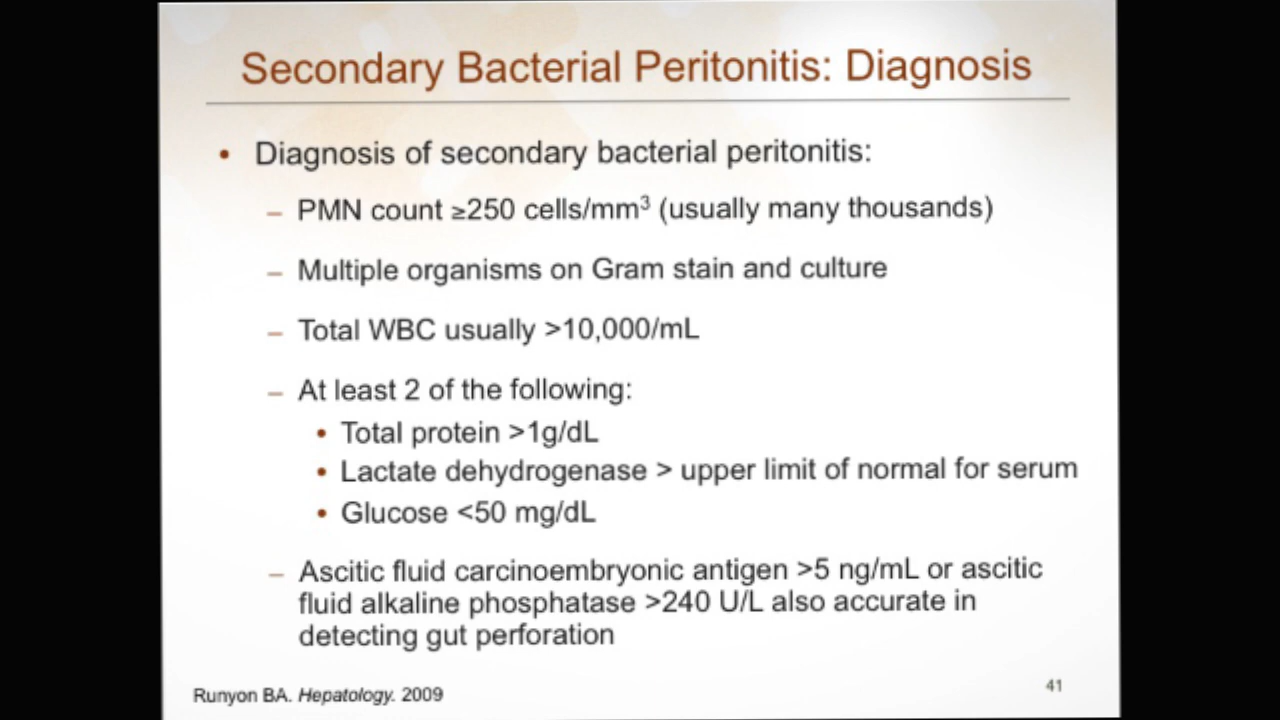 Secondary Bacterial Peritonitis: Diagnosis
• Diagnosis of secondary bacterial peritonitis:
– PMN count ≥250 cells/mm³ (usually many thousands)
– Multiple organisms on Gram stain and culture
– Total WBC usually >10,000/mL
– At least 2 of the following:
• Total protein >1g/dL
• Lactate dehydrogenase > upper limit of normal for serum
• Glucose <50 mg/dL
– Ascitic fluid carcinoembryonic antigen >5 ng/mL or ascitic
fluid alkaline phosphatase >240 U/L also accurate in
detecting gut perforation
Runyon BA. Hepatology. 2009
41